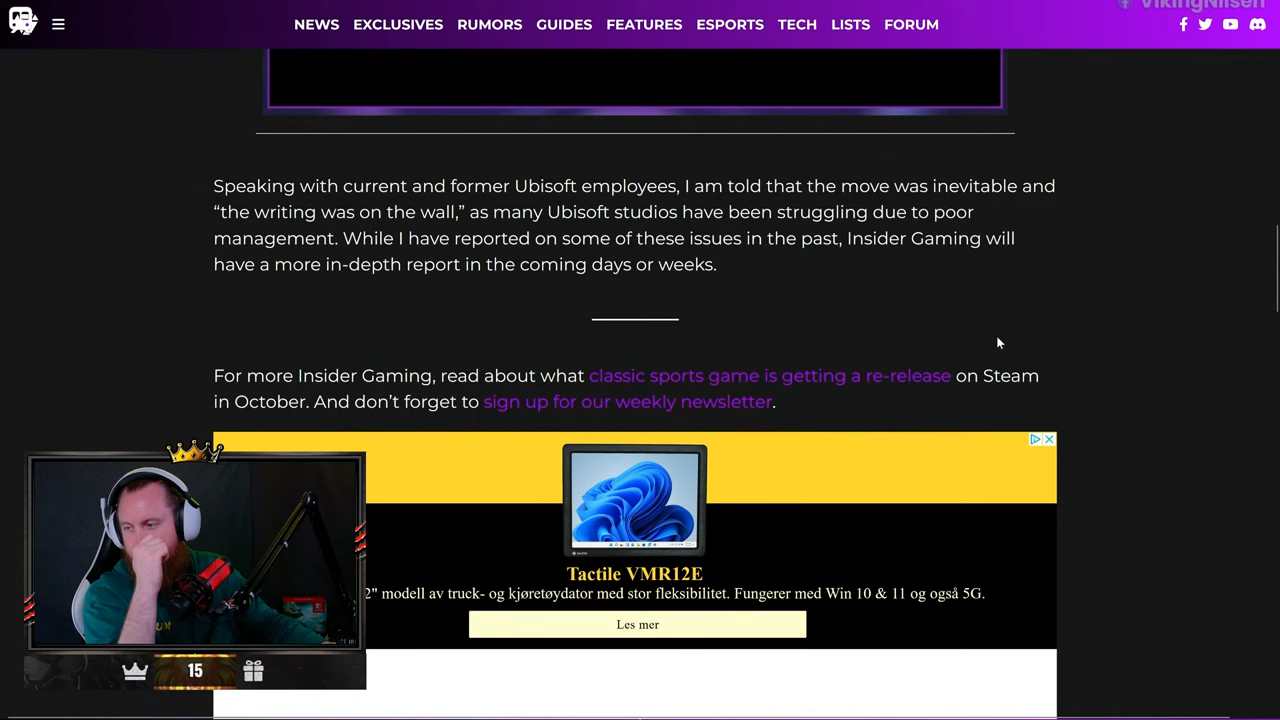 VikingNilsen
NEWS EXCLUSIVES RUMORS GUIDES FEATURES ESPORTS TECH LISTS FORUM
Speaking with current and former Ubisoft employees, I am told that the move was inevitable and
“the writing was on the wall,” as many Ubisoft studios have been struggling due to poor
management. While I have reported on some of these issues in the past, Insider Gaming will
have a more in-depth report in the coming days or weeks.
For more Insider Gaming, read about what classic sports game is getting a re-release on Steam
in October. And don’t forget to sign up for our weekly newsletter.
Tactile VMR12E
2" modell av truck- og kjøretøydator med stor fleksibilitet. Fungerer med Win 10 & 11 og også 5G.
Les mer
15